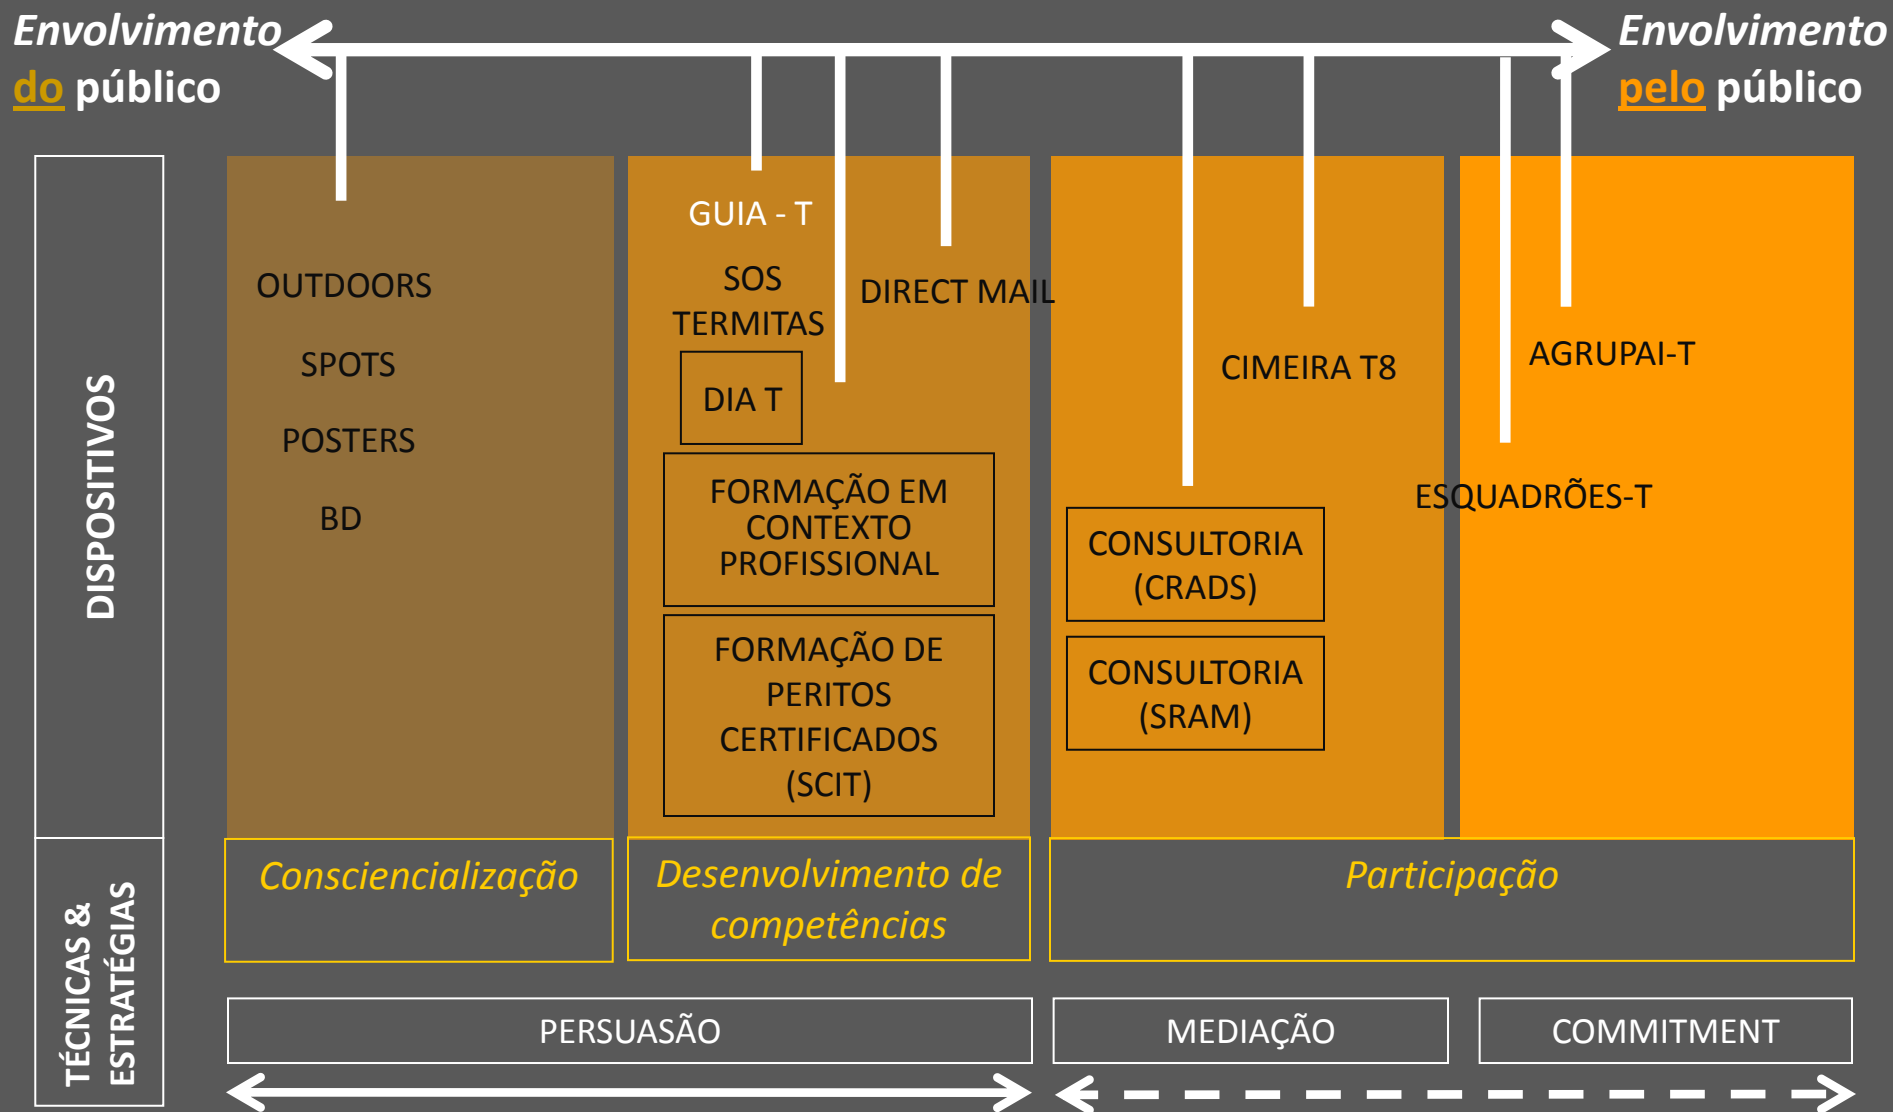 Envolvimento
do público
Envolvimento
pelo público
DISPOSITIVOS
OUTDOORS
SPOTS
POSTERS
BD
GUIA - T
SOS
TERMITAS
DIRECT MAIL
DIA T
FORMAÇÃO EM
CONTEXTO
PROFISSIONAL
FORMAÇÃO DE
PERITOS
CERTIFICADOS
(SCIT)
CIMEIRA T8
CONSULTORIA
(CRADS)
CONSULTORIA
(SRAM)
AGRUPAI-T
ESQUADRÕES-T
TÉCNICAS &
ESTRATÉGIAS
Consciencialização
Desenvolvimento de
competências
Participação
PERSUASÃO
MEDIAÇÃO
COMMITMENT